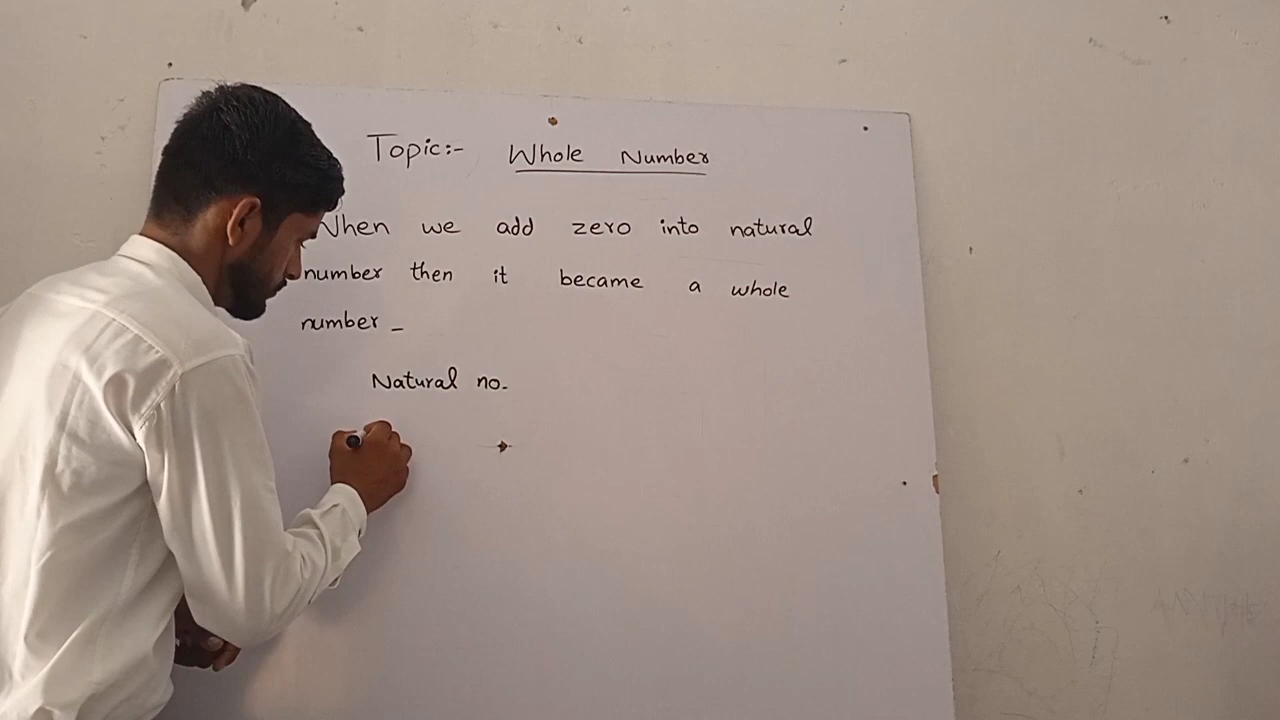 Topic:- Whole Number
When we add zero into natural
number then it became a whole
number -
Natural no.